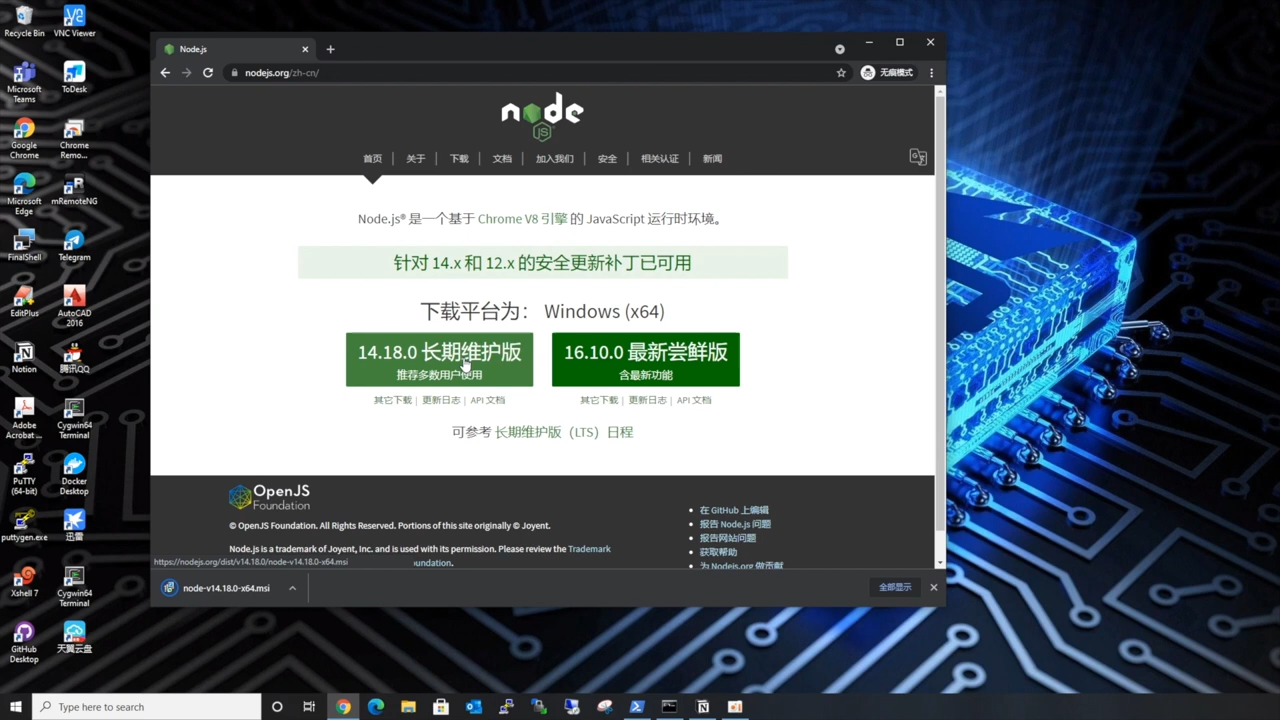 Recycle Bin
VNC Viewer
Microsoft Teams
ToDesk
Google Chrome
Chrome Remo...
Microsoft Edge
mRemoteNG
FinalShell
Telegram
EditPlus
AutoCAD 2016
Notion
腾讯QQ
Adobe Acrobat ...
Cygwin64 Terminal
PuTTY (64-bit)
Docker Desktop
puttygen.exe
迅雷
Xshell 7
Cygwin64 Terminal
GitHub Desktop
天翼云盘
Node.js
nodejs.org/zh-cn/
无痕模式
node
JS
首页 | 关于 | 下载 | 文档 | 加入我们 | 安全 | 相关认证 | 新闻
Node.js® 是一个基于 Chrome V8 引擎 的 JavaScript 运行时环境。
针对 14.x 和 12.x 的安全更新补丁已可用
下载平台为： Windows (x64)
14.18.0 长期维护版
推荐多数用户使用
16.10.0 最新尝鲜版
含最新功能
其它下载 | 更新日志 | API 文档
其它下载 | 更新日志 | API 文档
可参考 长期维护版（LTS）日程
OpenJS
Foundation
© OpenJS Foundation. All Rights Reserved. Portions of this site originally © Joyent.
Node.js is a trademark of Joyent, Inc. and is used with its permission. Please review the Trademark
oundation.
在 GitHub 上编辑
报告 Node.js 问题
报告网站问题
获取帮助
为 Nodejs.org 做贡献
https://nodejs.org/dist/v14.18.0/node-v14.18.0-x64.msi
node-v14.18.0-x64.msi
全部显示
Type here to search